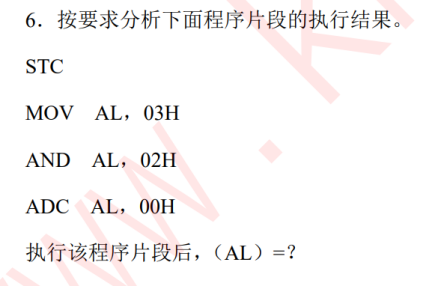 6．按要求分析下面程序片段的执行结果。
STC
MOV AL，03H
AND AL，02H
ADC AL，00H
执行该程序片段后，（AL）=？